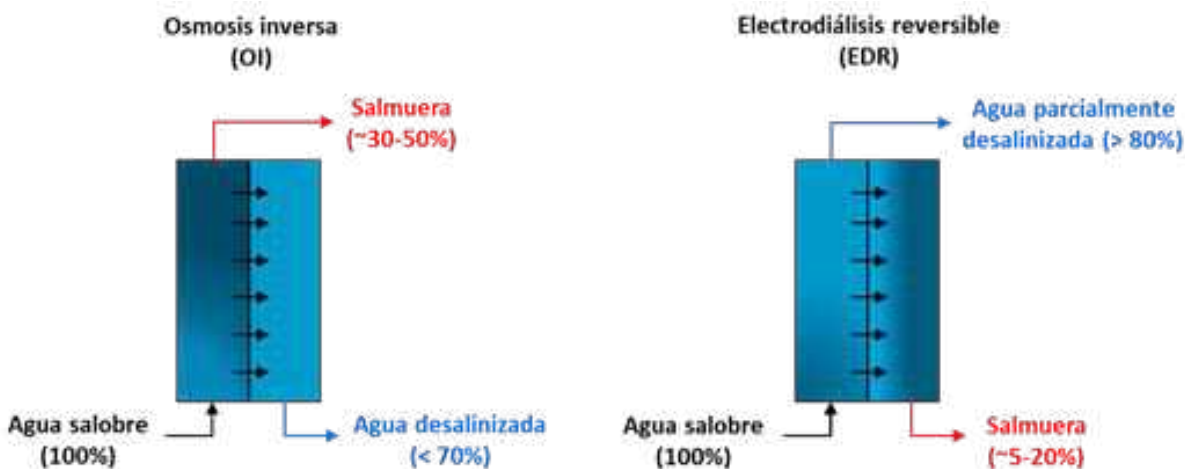 Osmosis inversa
(OI)
Salmuera
(~30-50%)
Agua salobre
(100%)
Agua desalinizada
(< 70%)
Electrodiálisis reversible
(EDR)
Agua parcialmente
desalinizada (> 80%)
Agua salobre
(100%)
Salmuera
(~5-20%)